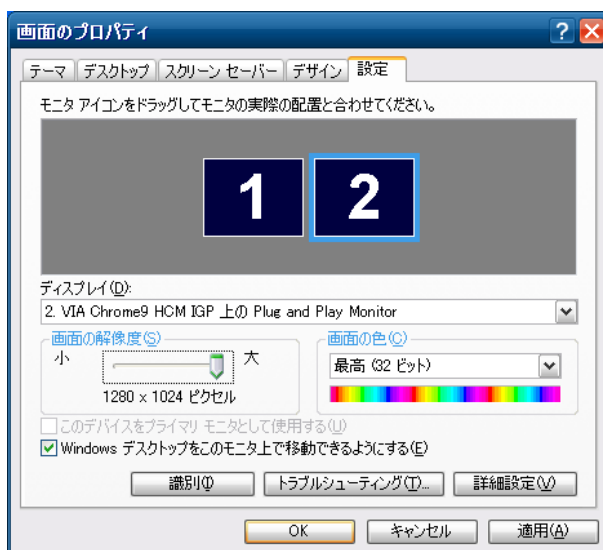 画面のプロパティ
テーマ デスクトップ スクリーン セーバー デザイン 設定
モニタ アイコンをドラッグしてモニタの実際の配置と合わせてください。
1 2
ディスプレイ(D):
2. VIA Chrome9 HCM IGP 上の Plug and Play Monitor
画面の解像度(S) 画面の色(C)
小 大 最高 (32 ビット)
1280 x 1024 ピクセル
このデバイスをプライマリ モニタとして使用する(U)
Windows デスクトップをこのモニタ上で移動できるようにする(E)
識別(I) トラブルシューティング(T)... 詳細設定(V)
OK キャンセル 適用(A)